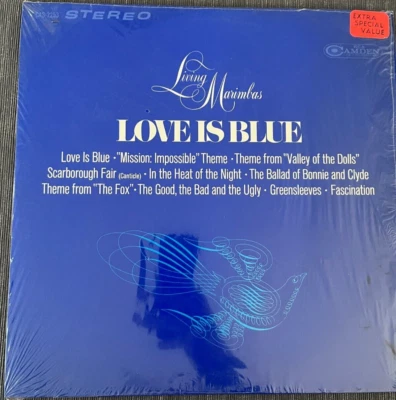 STEREO
EXTRA
SPECIAL
VALUE
CAMDEN
Living
Marimbas
LOVE IS BLUE
Love Is Blue • "Mission: Impossible" Theme • Theme from "Valley of the Dolls"
Scarborough Fair (Canticle) • In the Heat of the Night • The Ballad of Bonnie and Clyde
Theme from "The Fox" • The Good, the Bad and the Ugly • Greensleeves • Fascination